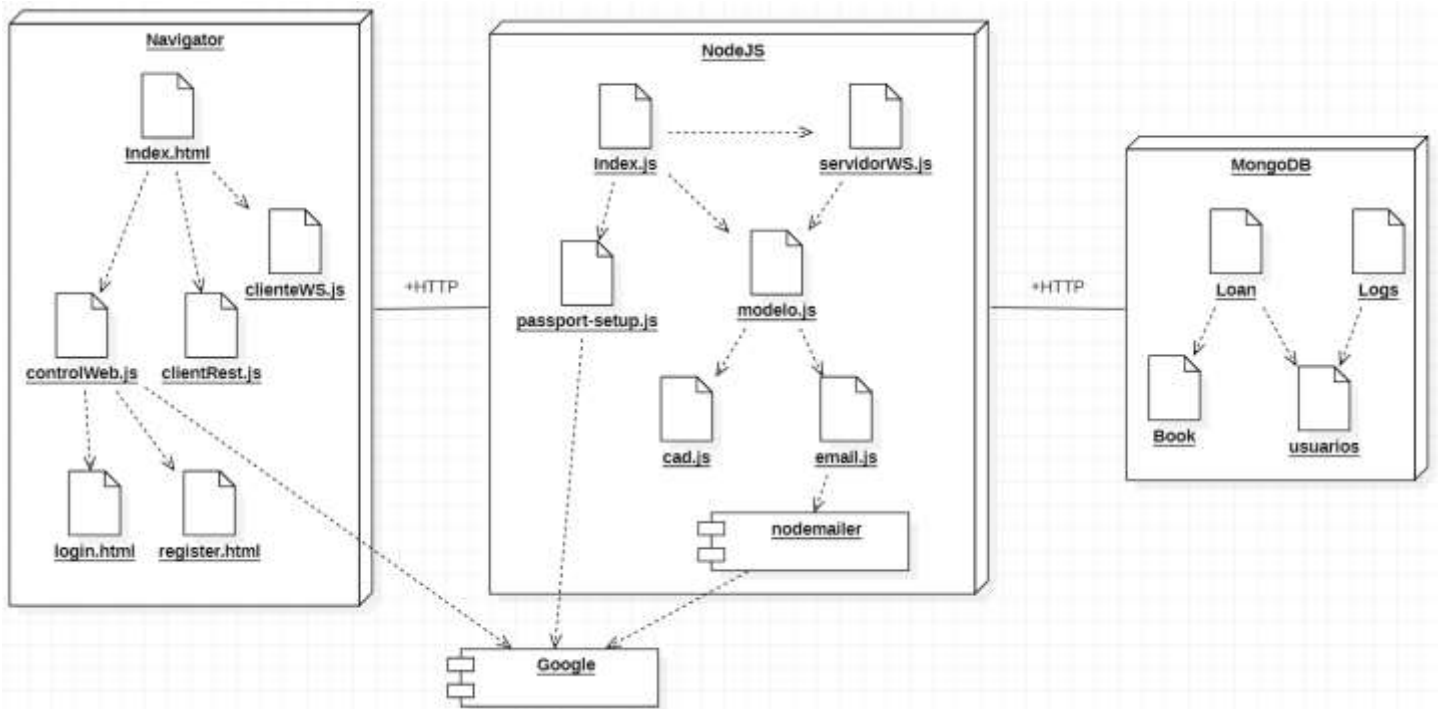 Navigator
Index.html
clienteWS.js
controlWeb.js
clientRest.js
login.html
register.html
+HTTP
NodeJS
Index.js
servidorWS.js
passport-setup.js
modelo.js
cad.js
email.js
nodemailer
+HTTP
MongoDB
Loan
Logs
Book
usuarios
Google